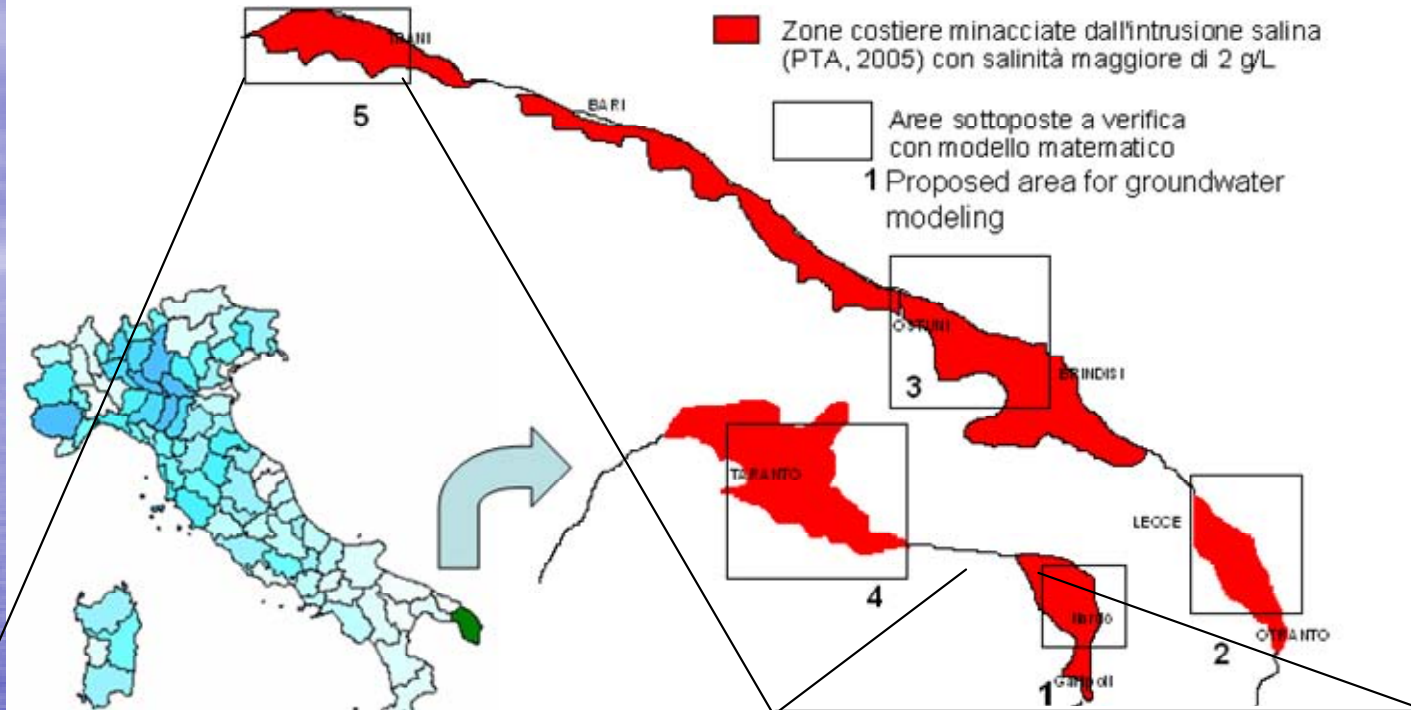 Zone costiere minacciate dall'intrusione salina
(PTA, 2005) con salinità maggiore di 2 g/L
Aree sottoposte a verifica
con modello matematico
1 Proposed area for groundwater
modeling
TRANI
5
BARI
OSTUNI
3
BRINDISI
TARANTO
4
LECCE
2
OTRANTO
Nardo
1